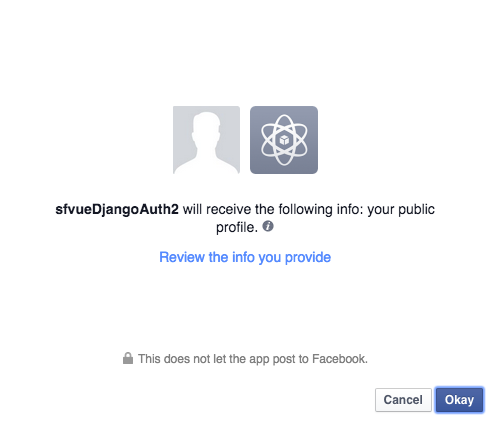 sfvueDjangoAuth2 will receive the following info: your public
profile.
Review the info you provide
This does not let the app post to Facebook.
Cancel Okay